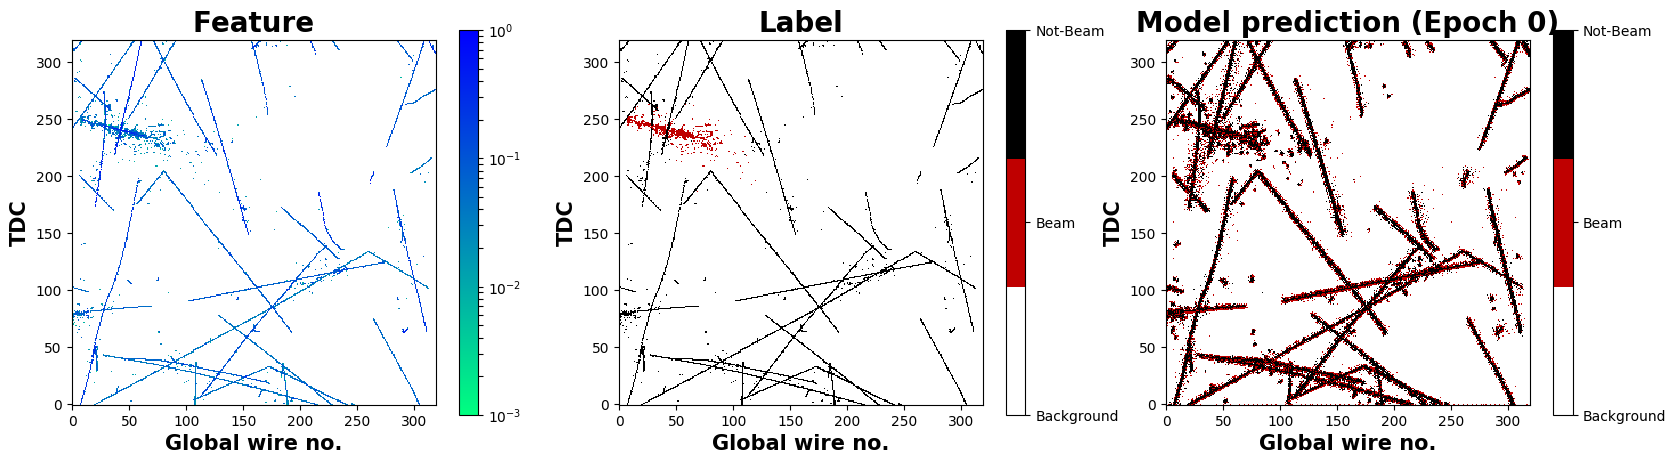 Feature
300
250
200
150
100
50
0
0 50 100 150 200 250 300
TDC
Global wire no.
10^0
10^-1
10^-2
10^-3
Label
300
250
200
150
100
50
0
0 50 100 150 200 250 300
TDC
Global wire no.
Not-Beam
Beam
Background
Model prediction (Epoch 0)
300
250
200
150
100
50
0
0 50 100 150 200 250 300
TDC
Global wire no.
Not-Beam
Beam
Background